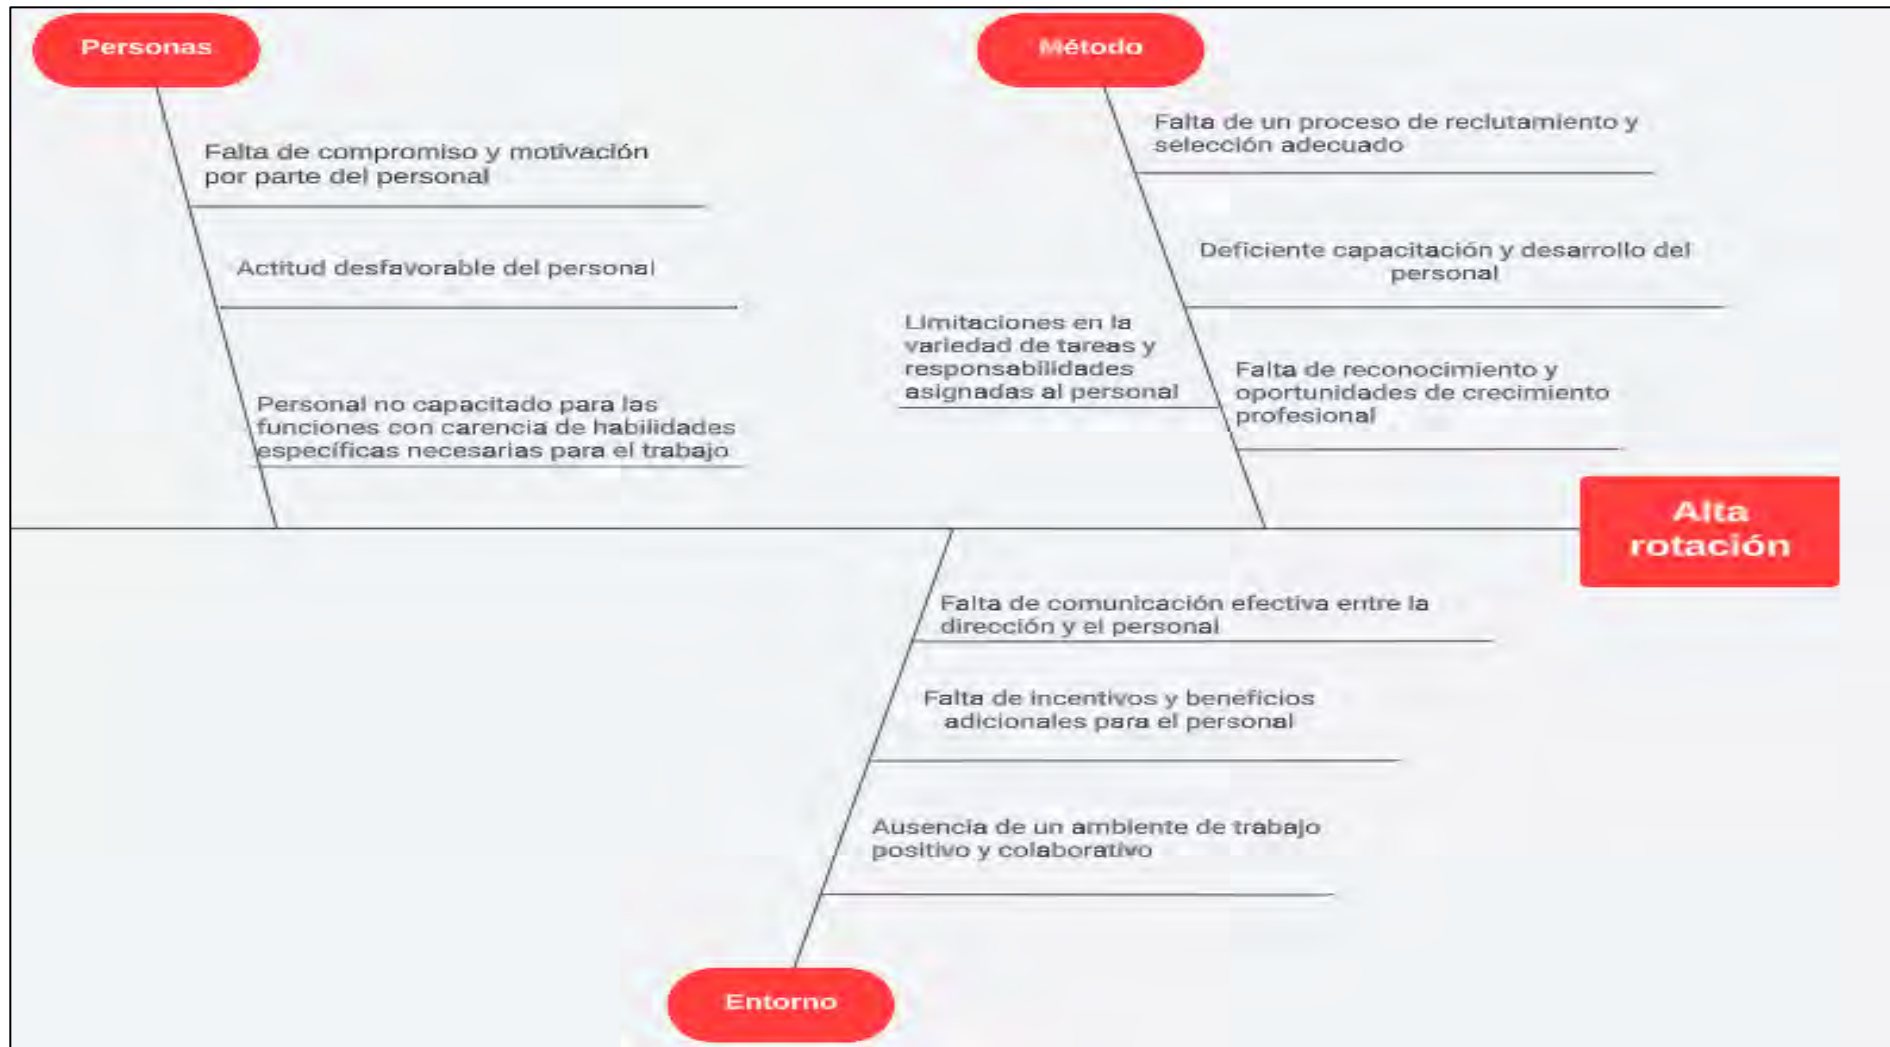 Personas
Falta de compromiso y motivación
por parte del personal
Actitud desfavorable del personal
Personal no capacitado para las
funciones con carencia de habilidades
específicas necesarias para el trabajo
Método
Falta de un proceso de reclutamiento y
selección adecuado
Deficiente capacitación y desarrollo del
personal
Limitaciones en la
variedad de tareas y
responsabilidades
asignadas al personal
Falta de reconocimiento y
oportunidades de crecimiento
profesional
Alta
rotación
Falta de comunicación efectiva entre la
dirección y el personal
Falta de incentivos y beneficios
adicionales para el personal
Ausencia de un ambiente de trabajo
positivo y colaborativo
Entorno